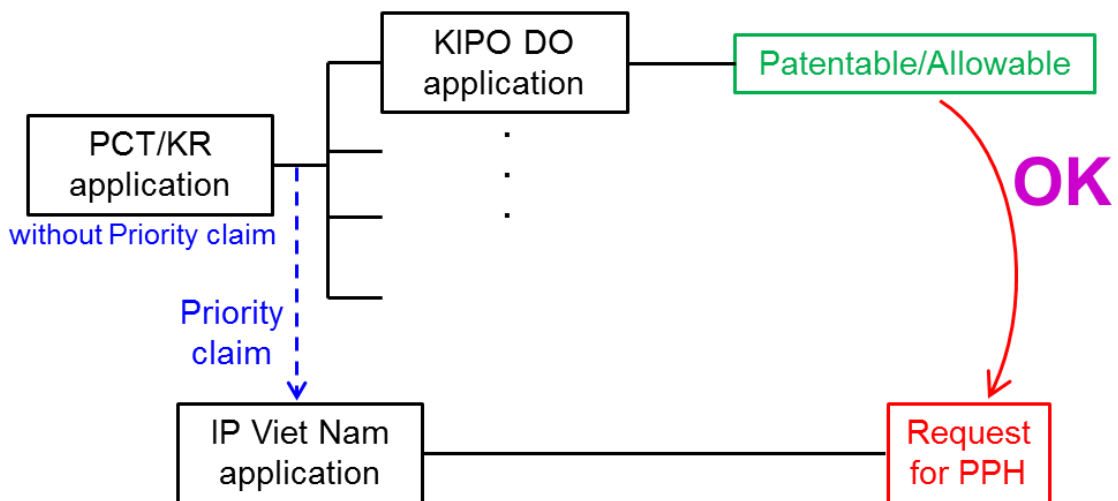 KIPO DO
application
Patentable/Allowable
PCT/KR
application
without Priority claim
OK
Priority
claim
IP Viet Nam
application
Request
for PPH